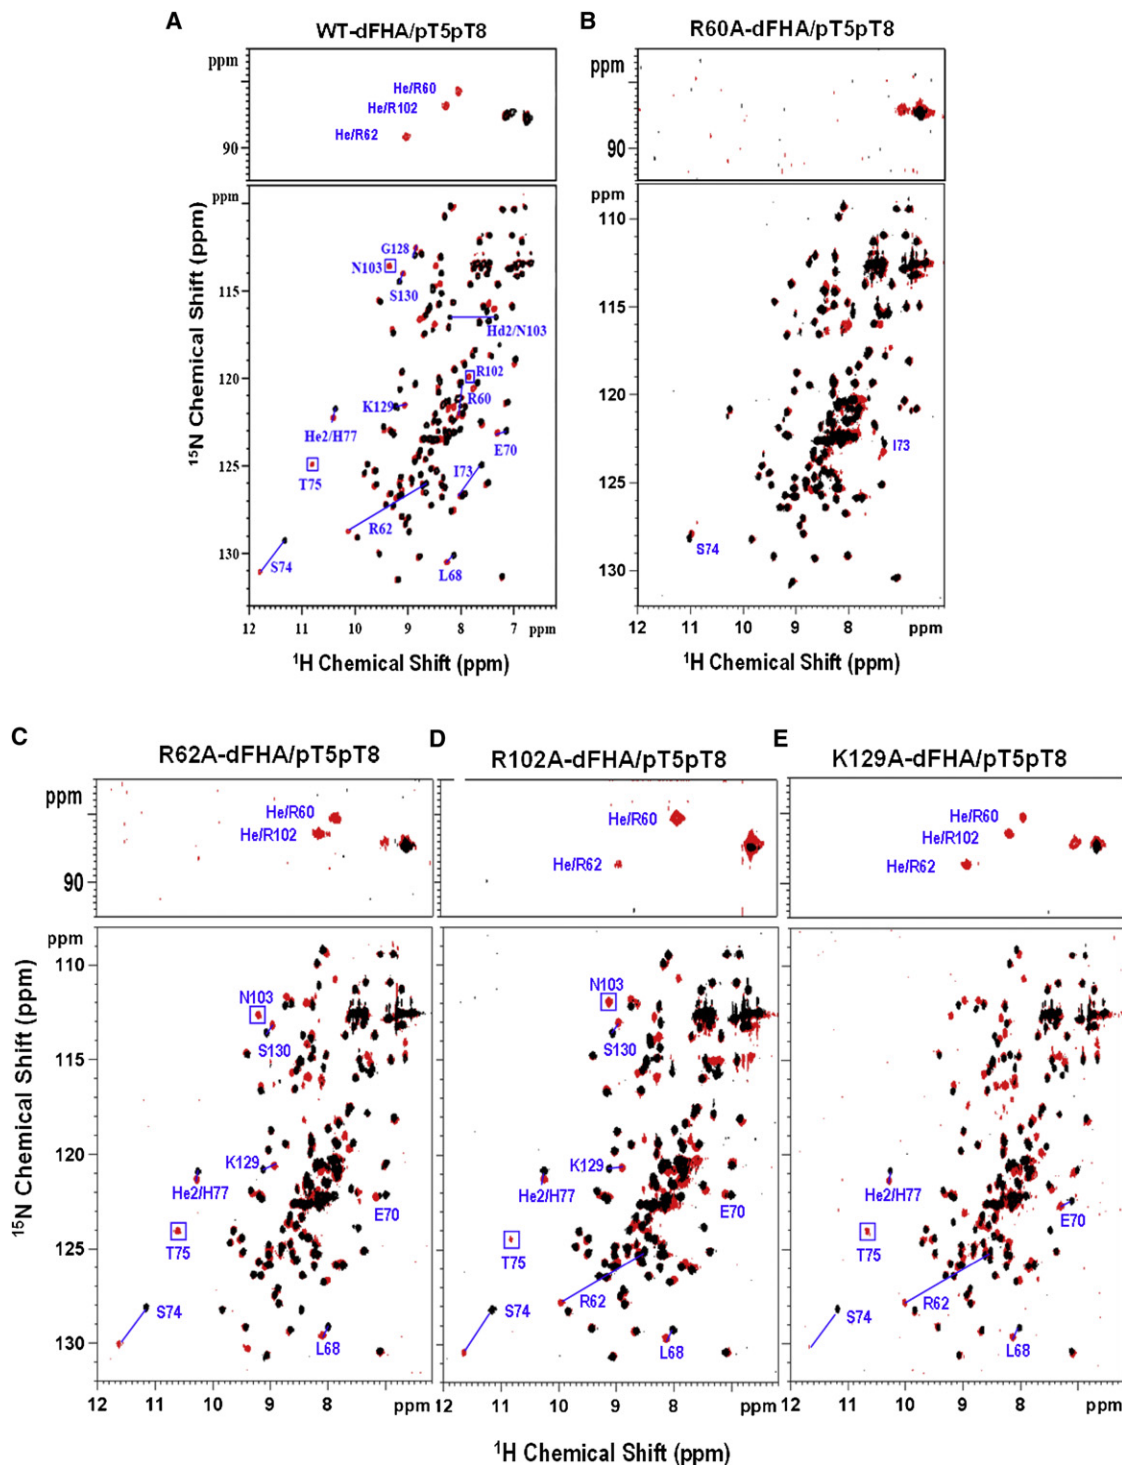 A
WT-dFHA/pT5pT8
ppm
He/R60
He/R102
He/R62
90
ppm
G128
N103
S130
115
Hd2/N103
120
R102
K129
R60
He2/H77
E70
125
I73
T75
R62
130
S74
L68
12 11 10 9 8 7 ppm
¹H Chemical Shift (ppm)
¹⁵N Chemical Shift (ppm)
B
R60A-dFHA/pT5pT8
ppm
90
ppm
110
115
120
I73
125
S74
130
12 11 10 9 8 ppm
¹H Chemical Shift (ppm)
C
R62A-dFHA/pT5pT8
ppm
He/R60
He/R102
90
ppm
110
N103
S130
115
120
K129
He2/H77
E70
125
T75
S74
130
L68
12 11 10 9 8 ppm
¹⁵N Chemical Shift (ppm)
D
R102A-dFHA/pT5pT8
He/R60
He/R62
N103
S130
K129
He2/H77
E70
T75
R62
S74
L68
12 11 10 9 8 ppm
E
K129A-dFHA/pT5pT8
He/R60
He/R102
He/R62
He2/H77
E70
T75
R62
S74
L68
12 11 10 9 8 ppm
¹H Chemical Shift (ppm)